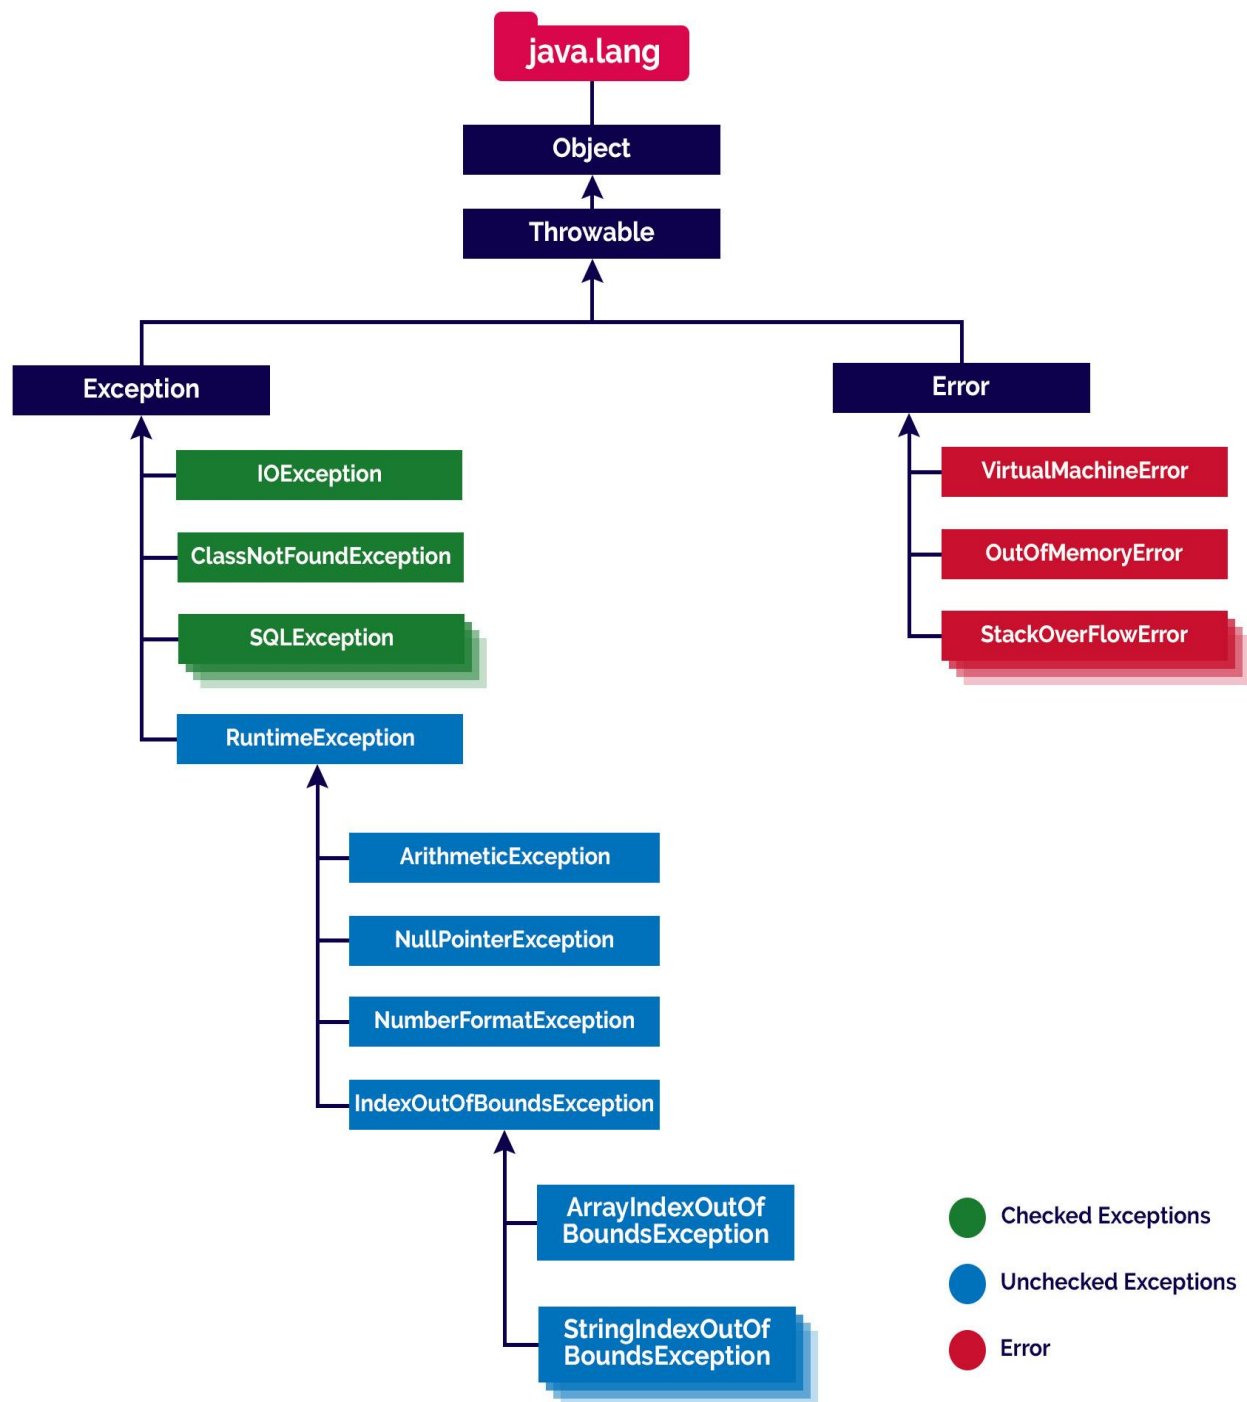 java.lang
Object
Throwable
Exception
Error
IOException
ClassNotFoundException
SQLException
RuntimeException
VirtualMachineError
OutOfMemoryError
StackOverFlowError
ArithmeticException
NullPointerException
NumberFormatException
IndexOutOfBoundsException
ArrayIndexOutOf
BoundsException
StringIndexOutOf
BoundsException
Checked Exceptions
Unchecked Exceptions
Error